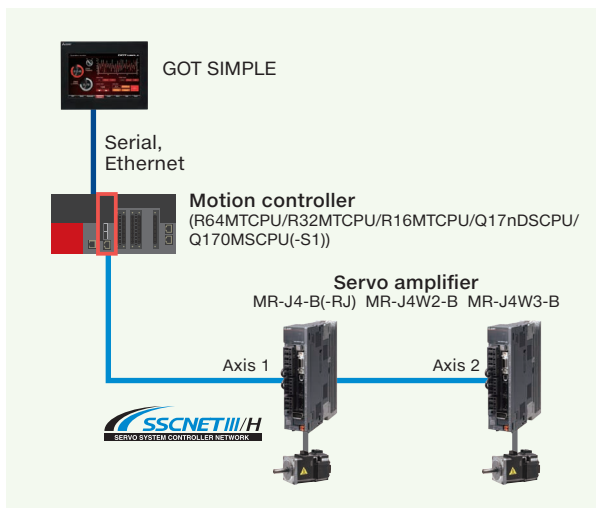 GOT SIMPLE
Serial,
Ethernet
Motion controller
(R64MTCPU/R32MTCPU/R16MTCPU/Q17nDSCPU/
Q170MSCPU(-S1))
Servo amplifier
MR-J4-B(-RJ) MR-J4W2-B MR-J4W3-B
Axis 1
Axis 2
SSCNETIII/H
SERVO SYSTEM CONTROLLER NETWORK